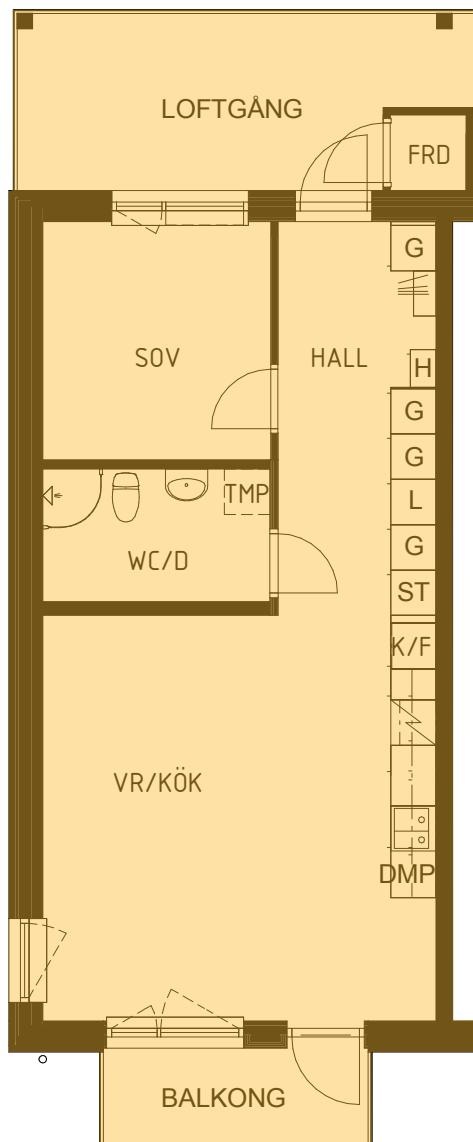 LOFTGÅNG
FRD
G
SOV
HALL
H
G
G
TMP
L
WC/D
G
ST
K/F
VR/KÖK
DMP
BALKONG